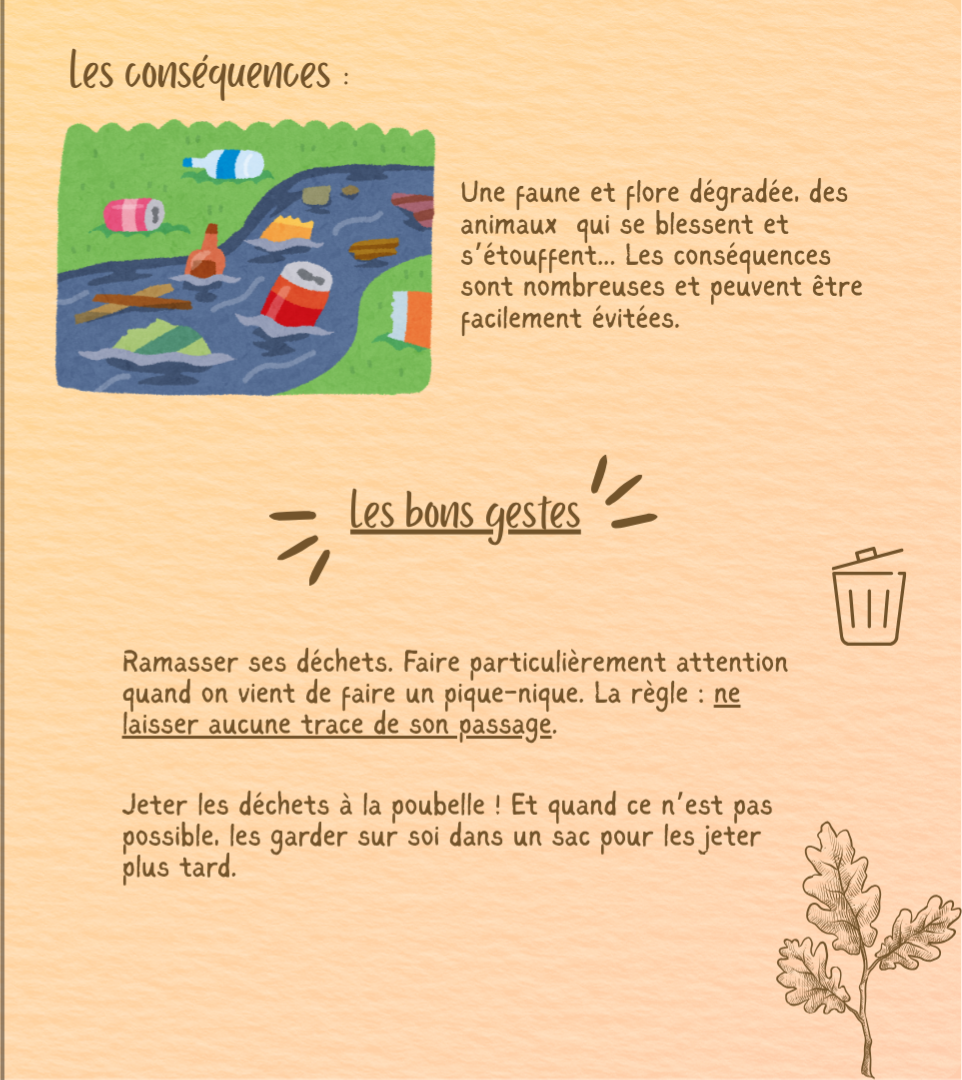 Les conséquences :
Une faune et flore dégradée, des
animaux qui se blessent et
s'étouffent... Les conséquences
sont nombreuses et peuvent être
facilement évitées.
Les bons gestes
Ramasser ses déchets. Faire particulièrement attention
quand on vient de faire un pique-nique. La règle : ne
laisser aucune trace de son passage.
Jeter les déchets à la poubelle ! Et quand ce n'est pas
possible, les garder sur soi dans un sac pour les jeter
plus tard.